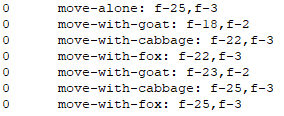 0 move-alone: f-25,f-3
0 move-with-goat: f-18,f-2
0 move-with-cabbage: f-22,f-3
0 move-with-fox: f-22,f-3
0 move-with-goat: f-23,f-2
0 move-with-cabbage: f-25,f-3
0 move-with-fox: f-25,f-3